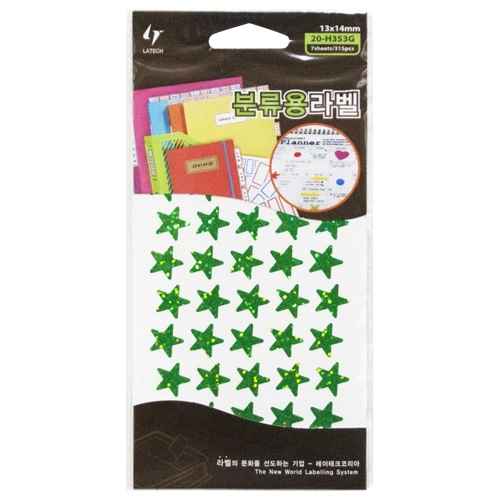 LATECH
13x14mm
20-H353G
7sheets/315pcs
분류용라벨
Planner
라벨의 문화를 선도하는 기업 - 레이테크코리아
The New World Labelling System